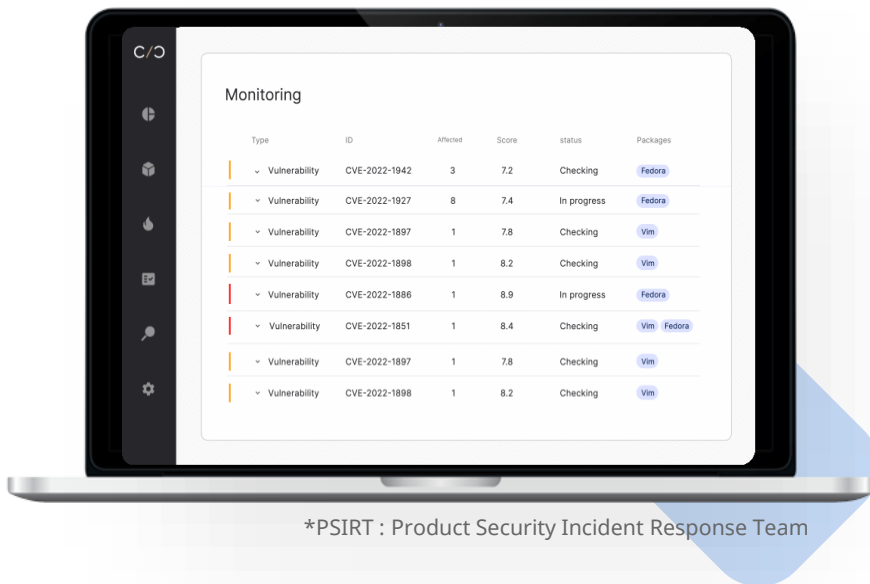 C/Ɔ
Monitoring
Type ID Affected Score status Packages
Vulnerability CVE-2022-1942 3 7.2 Checking Fedora
Vulnerability CVE-2022-1927 8 7.4 In progress Fedora
Vulnerability CVE-2022-1897 1 7.8 Checking Vim
Vulnerability CVE-2022-1898 1 8.2 Checking Vim
Vulnerability CVE-2022-1886 1 8.9 In progress Fedora
Vulnerability CVE-2022-1851 1 8.4 Checking Vim Fedora
Vulnerability CVE-2022-1897 1 7.8 Checking Vim
Vulnerability CVE-2022-1898 1 8.2 Checking Vim
*PSIRT : Product Security Incident Response Team